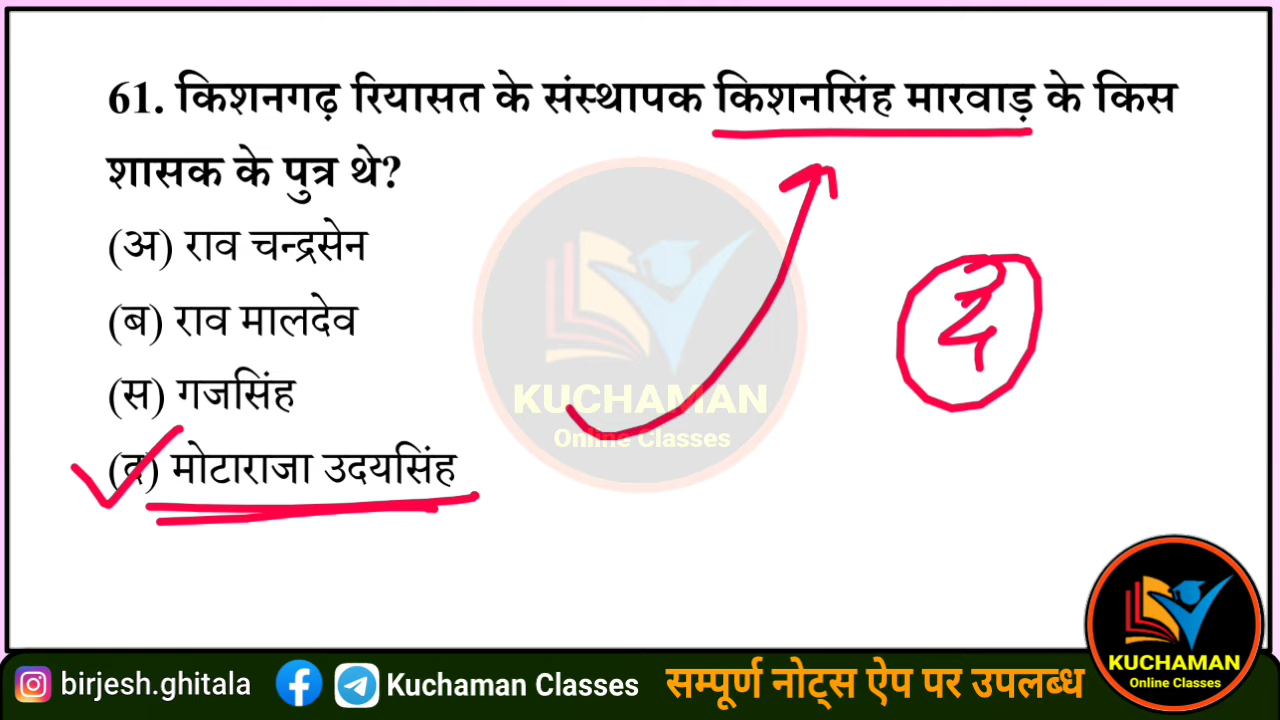 61. किशनगढ़ रियासत के संस्थापक किशनसिंह मारवाड़ के किस
शासक के पुत्र थे?
(अ) राव चन्द्रसेन
(ब) राव मालदेव
(स) गजसिंह
(द) मोटाराजा उदयसिंह
KUCHAMAN
Online Classes
KUCHAMAN
Online Classes
birjesh.ghitala Kuchaman Classes सम्पूर्ण नोट्स ऐप पर उपलब्ध